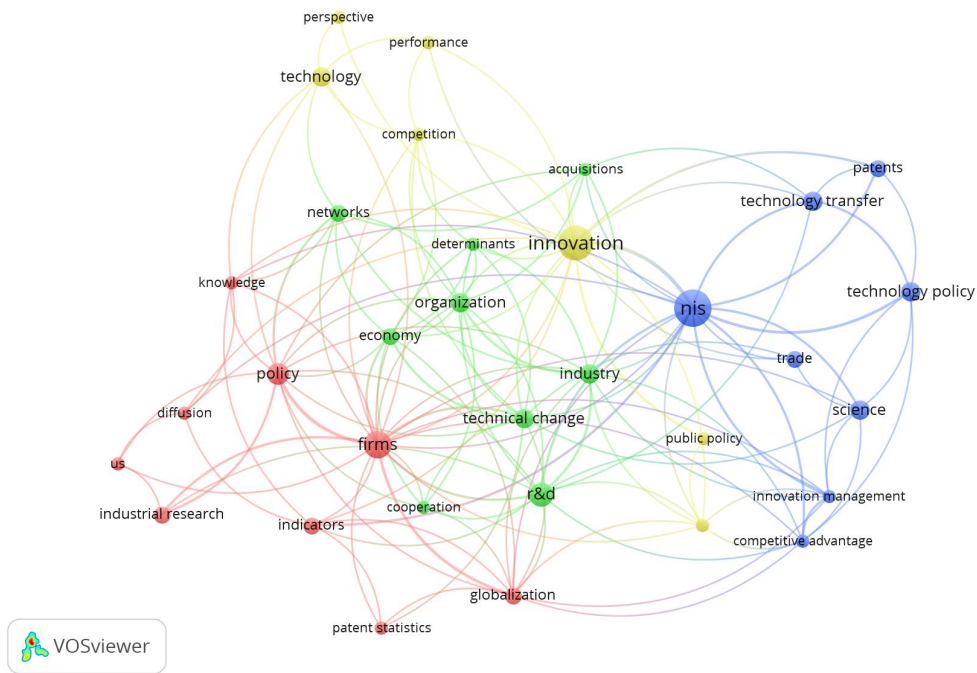 perspective
performance
technology
competition
acquisitions
patents
technology transfer
networks
determinants
innovation
knowledge
technology policy
organization
nis
economy
trade
policy
industry
diffusion
science
technical change
firms
public policy
us
r&d
innovation management
industrial research
cooperation
indicators
competitive advantage
globalization
patent statistics
VOSviewer